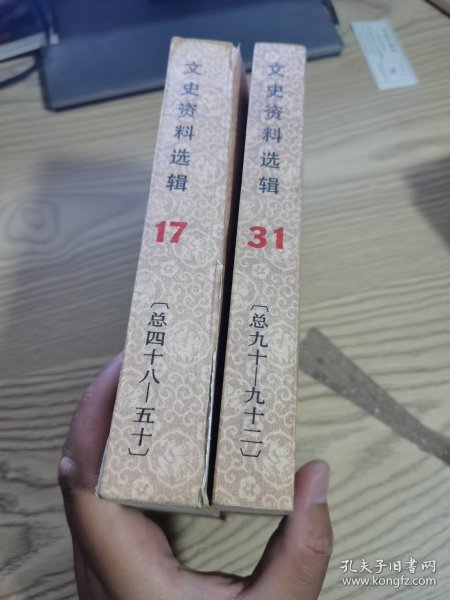 文史资料选辑
17
〔总四十八—五十〕
文史资料选辑
31
〔总九十—九十二〕
孔夫子旧书网
www.kongfz.com